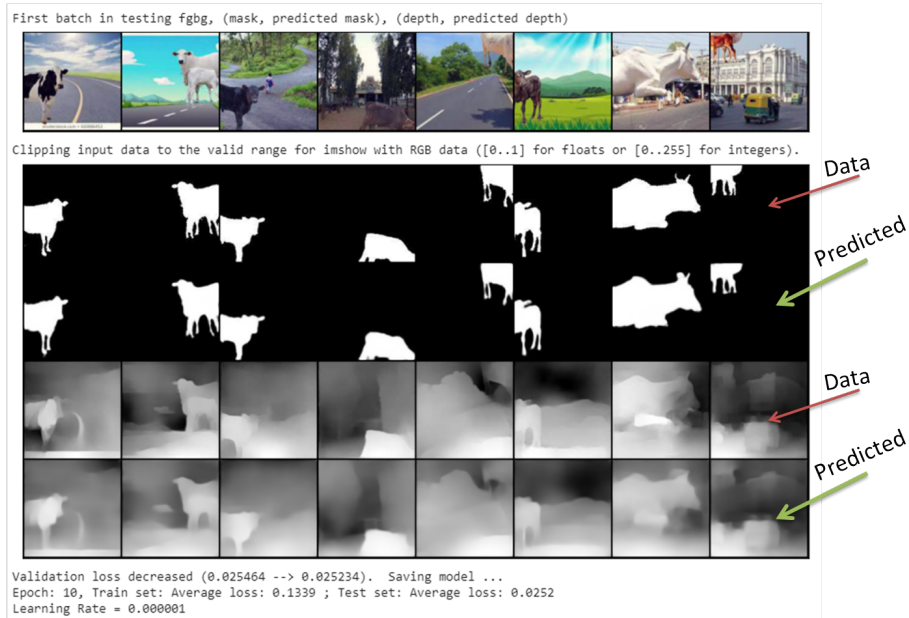 First batch in testing fgbg, (mask, predicted mask), (depth, predicted depth)
Clipping input data to the valid range for imshow with RGB data ([0..1] for floats or [0..255] for integers).
Data
Predicted
Data
Predicted
Validation loss decreased (0.025464 --> 0.025234).  Saving model ...
Epoch: 10, Train set: Average loss: 0.1339 ; Test set: Average loss: 0.0252
Learning Rate = 0.000001